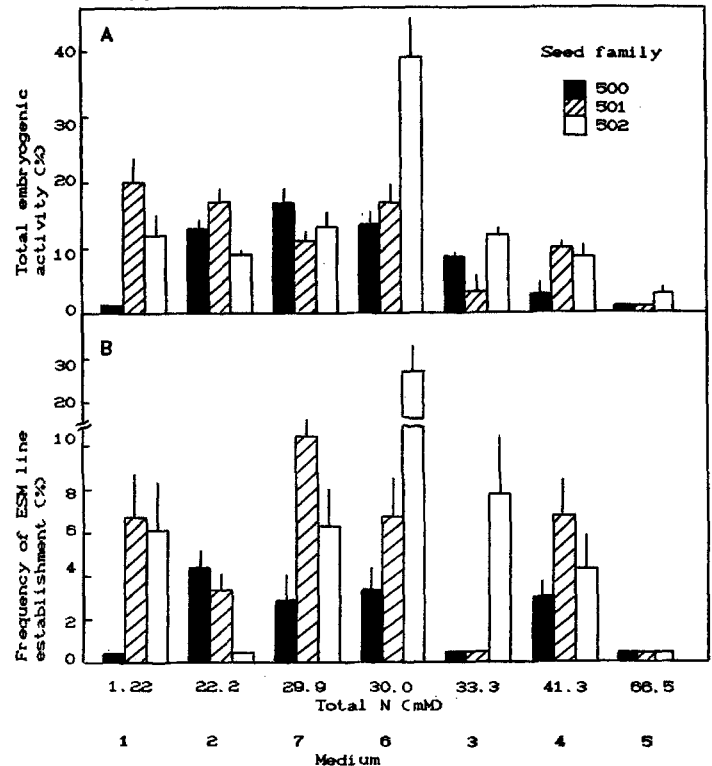 A
Seed family
500
501
502
Total embryogenic
activity (%)
40
30
20
10
0
B
Frequency of ESM line
establishment (%)
30
20
10
8
6
4
2
0
1.22 22.2 29.9 30.0 33.3 41.3 66.5
Total N (mM)
1 2 7 6 3 4 5
Medium